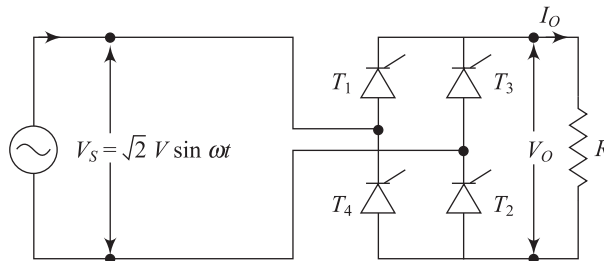 I_O
T_1
T_3
V_S = √2 V sin ωt
V_O
R
T_4
T_2